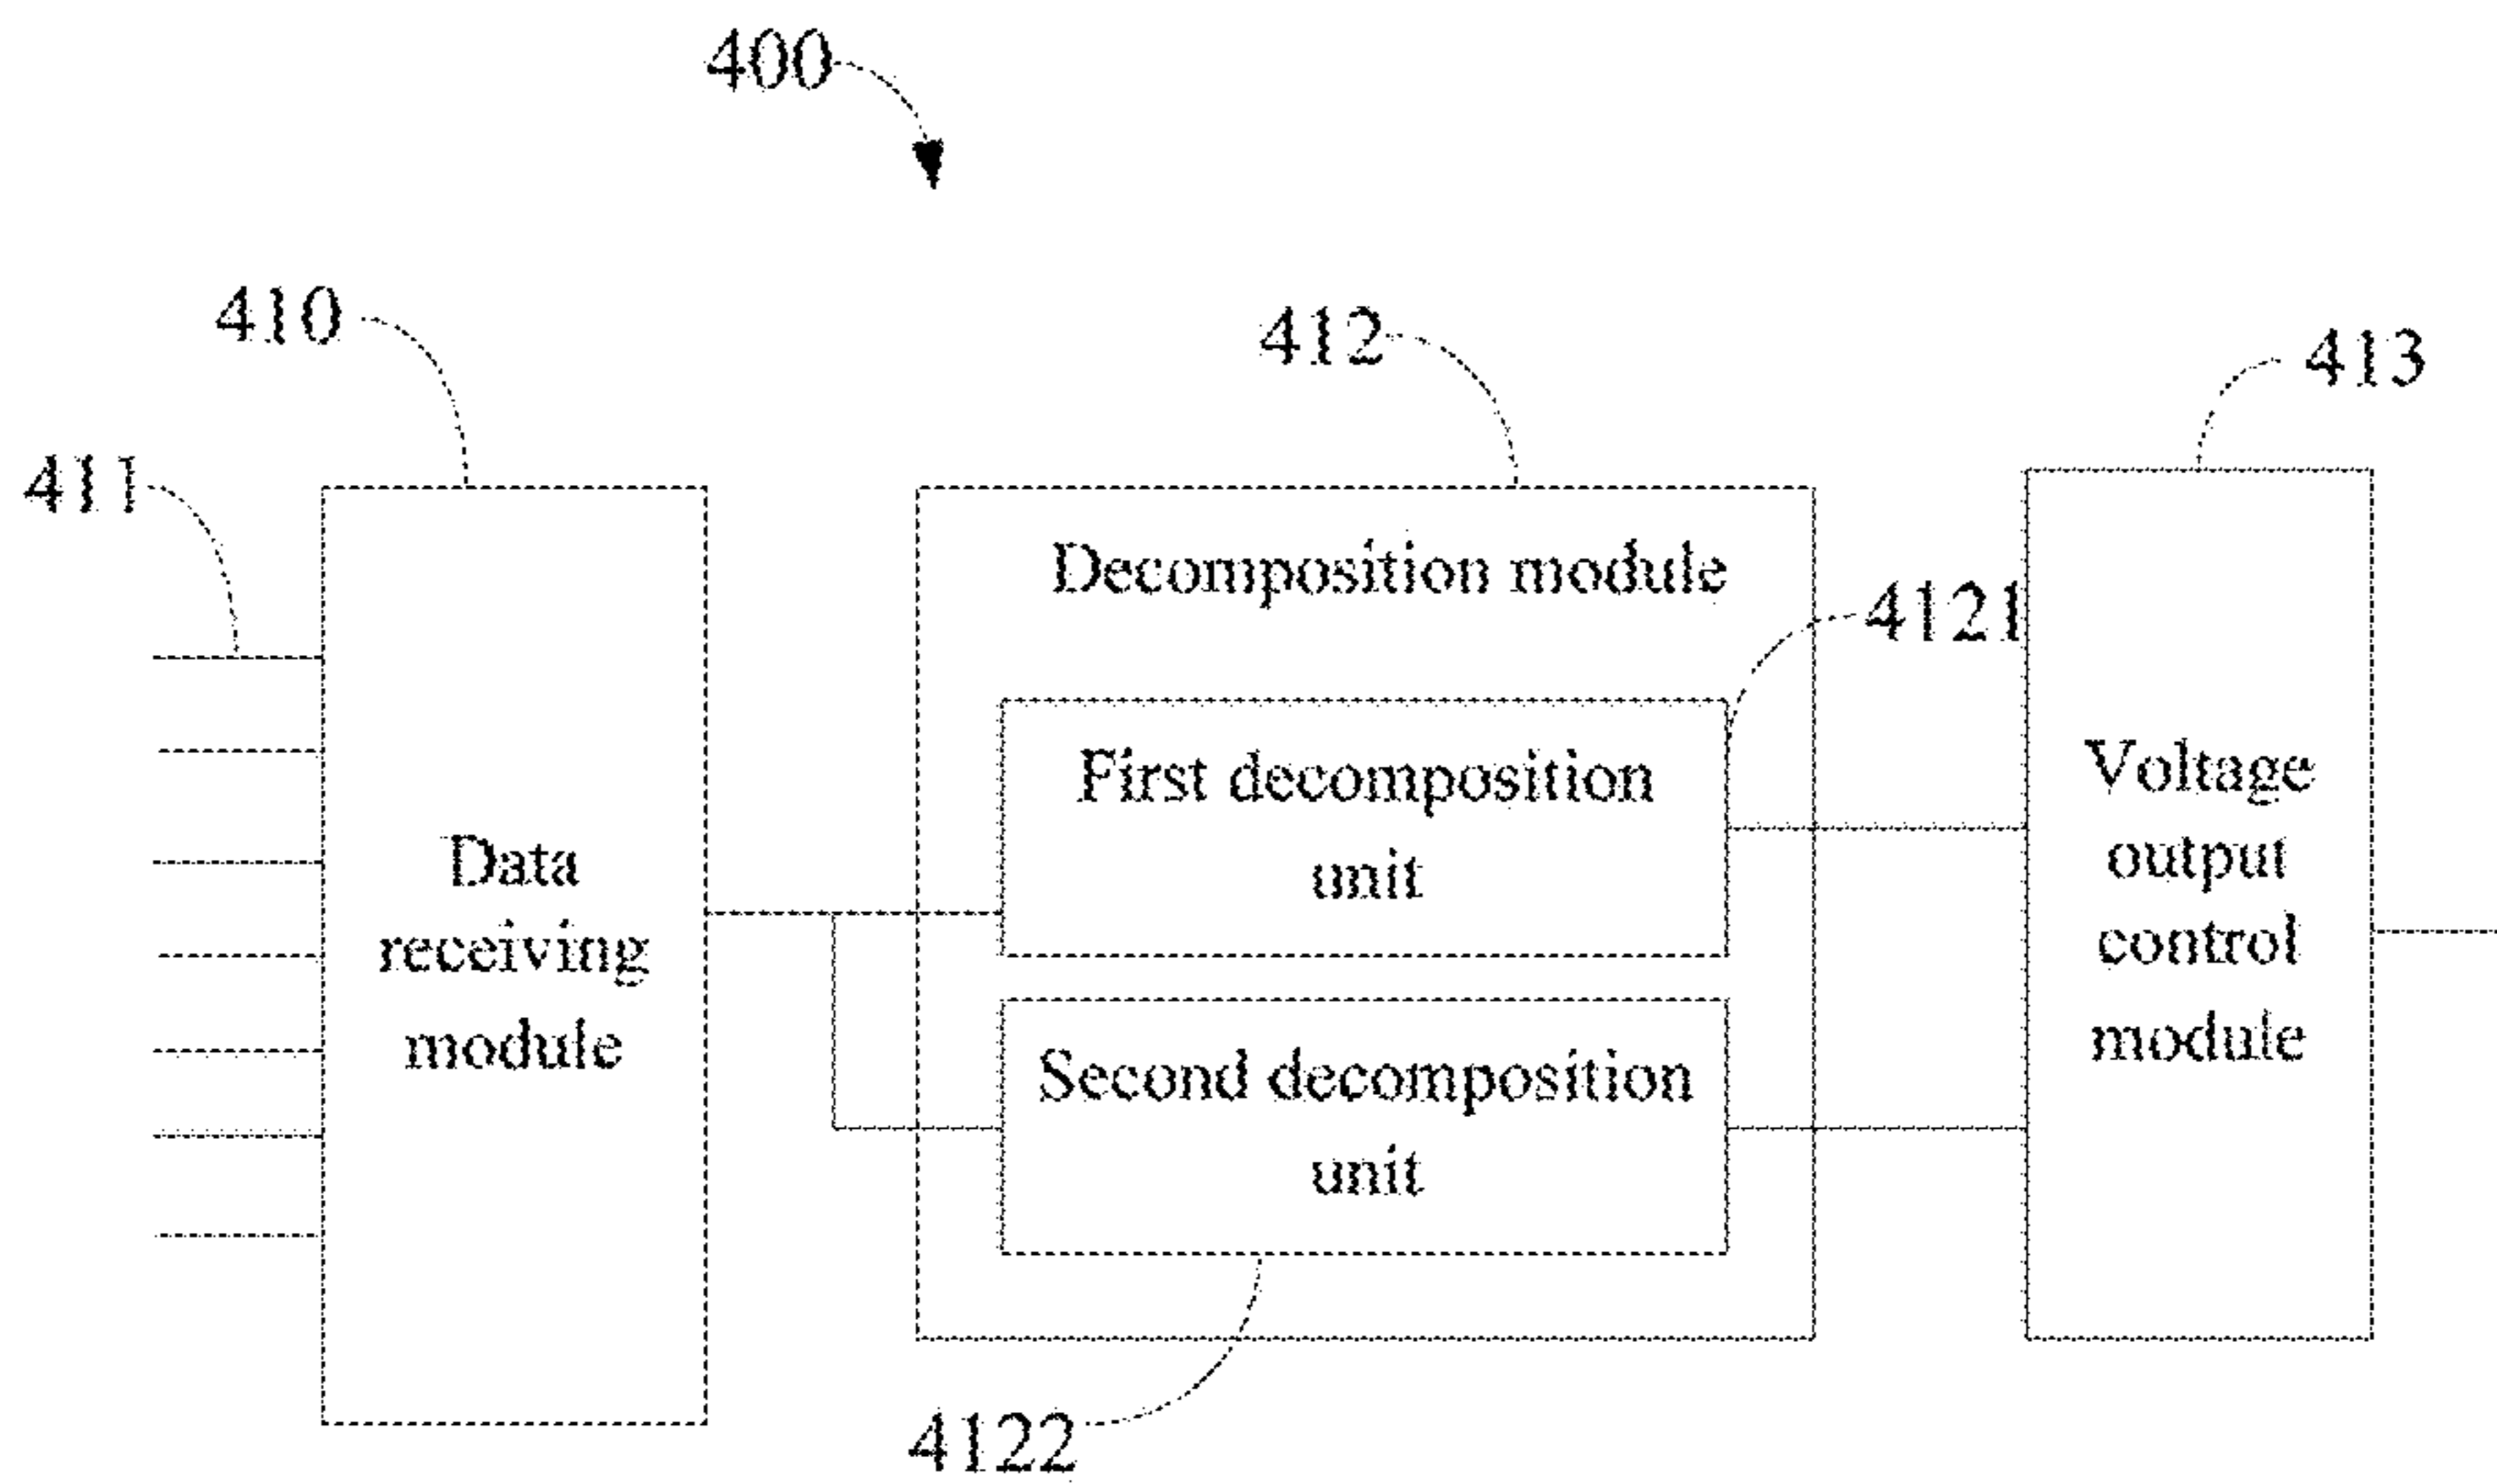 400
410
412
413
411
Decomposition module
4121
First decomposition
unit
Voltage
output
control
module
Data
receiving
module
Second decomposition
unit
4122